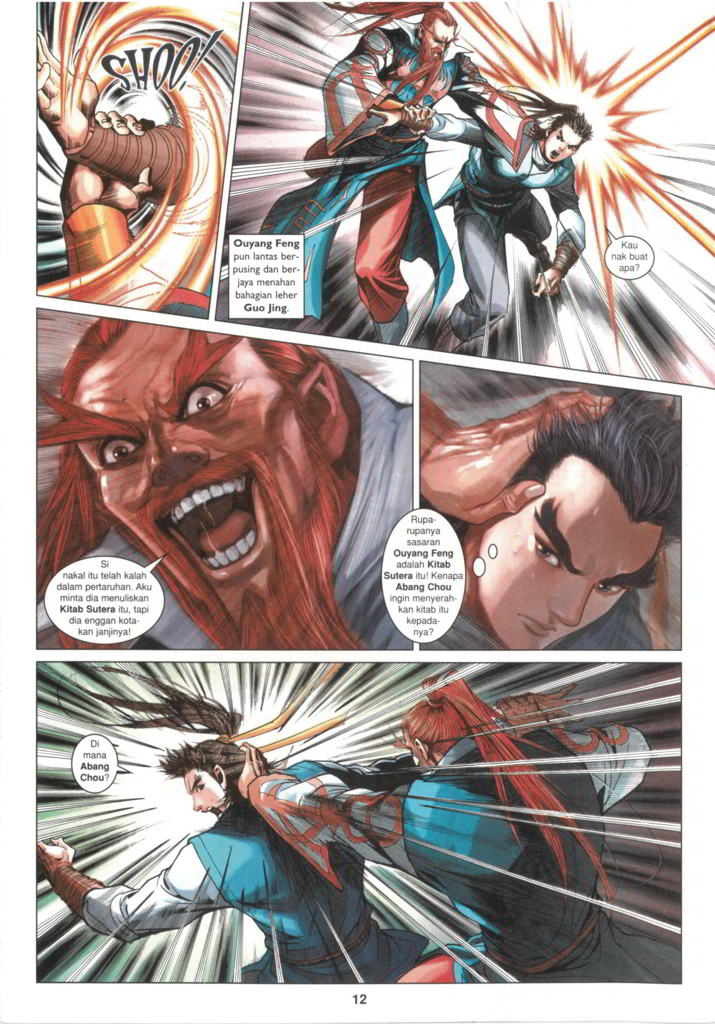 SHOO!
Ouyang Feng
pun lantas ber-
pusing dan ber-
jaya menahan
bahagian leher
Guo Jing.
Kau
nak buat
apa?
Si
nakal itu telah kalah
dalam pertaruhan. Aku
minta dia menuliskan
Kitab Sutera itu, tapi
dia enggan kota-
kan janjinya!
Rupa-
rupanya
sasaran
Ouyang Feng
adalah Kitab
Sutera itu! Kenapa
Abang Chou
ingin menyerah-
kan kitab itu
kepada-
nya?
Di
mana
Abang
Chou?
12